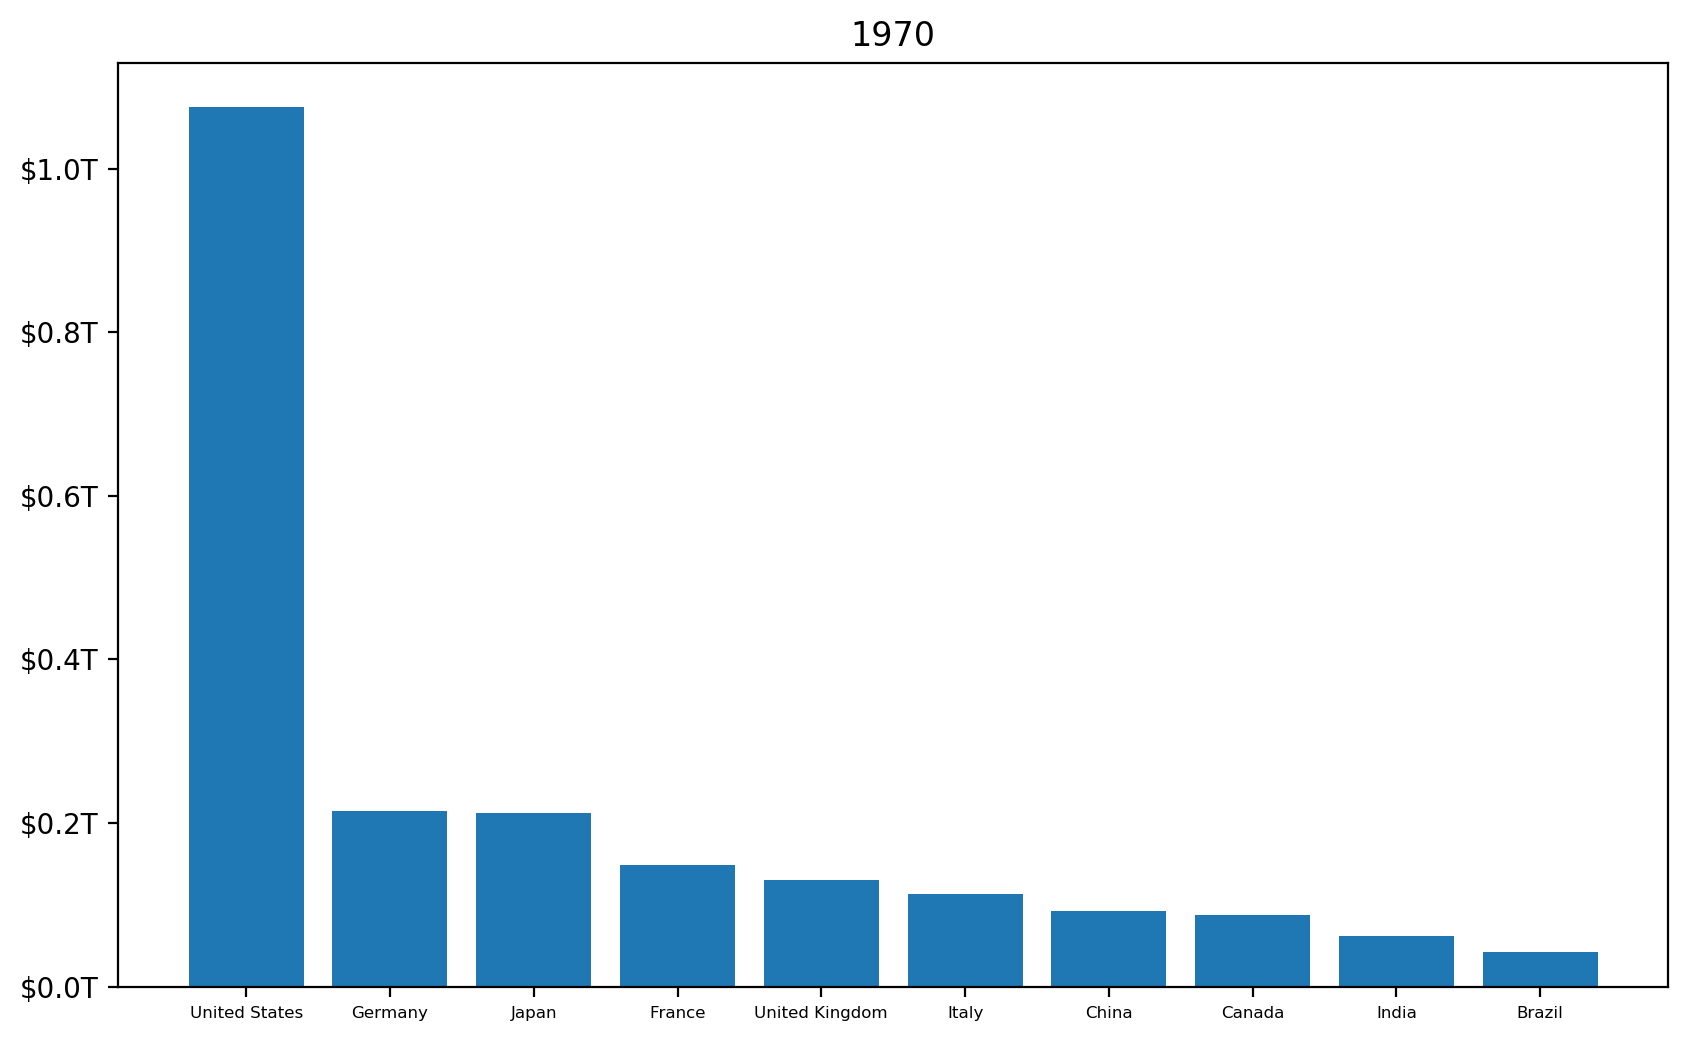 1970
$1.0T
$0.8T
$0.6T
$0.4T
$0.2T
$0.0T
United States Germany Japan France United Kingdom Italy China Canada India Brazil